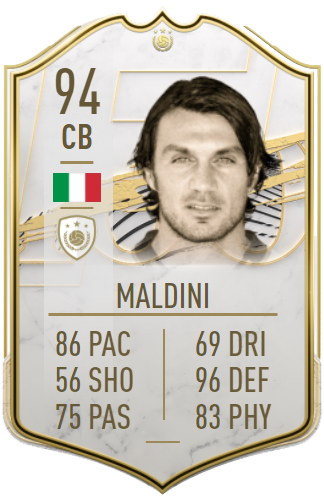 94
CB
MALDINI
86 PAC 69 DRI
56 SHO 96 DEF
75 PAS 83 PHY